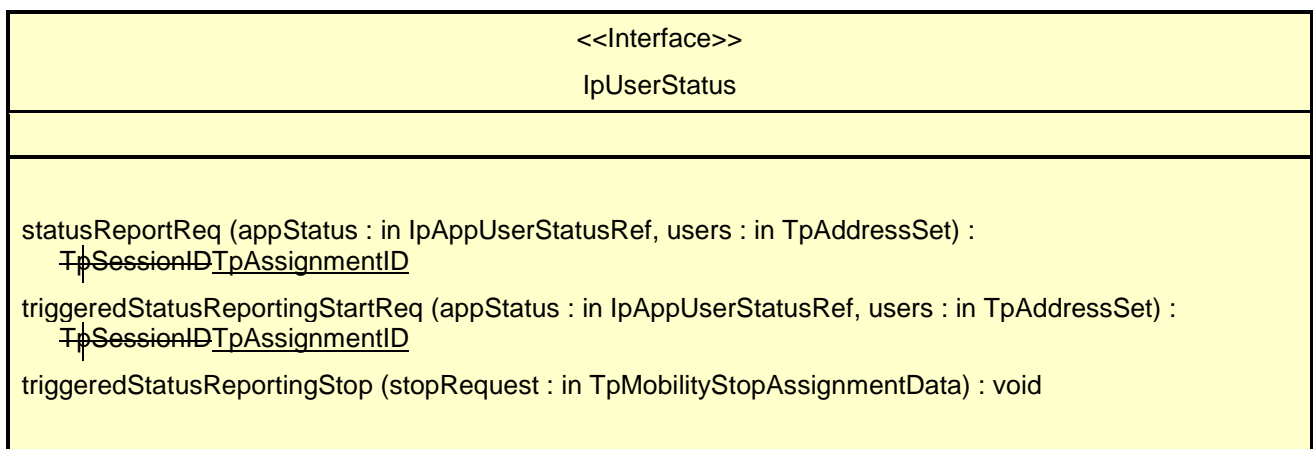 <<Interface>>
IpUserStatus
statusReportReq (appStatus : in IpAppUserStatusRef, users : in TpAddressSet) :
TpSessionIDTpAssignmentID
triggeredStatusReportingStartReq (appStatus : in IpAppUserStatusRef, users : in TpAddressSet) :
TpSessionIDTpAssignmentID
triggeredStatusReportingStop (stopRequest : in TpMobilityStopAssignmentData) : void